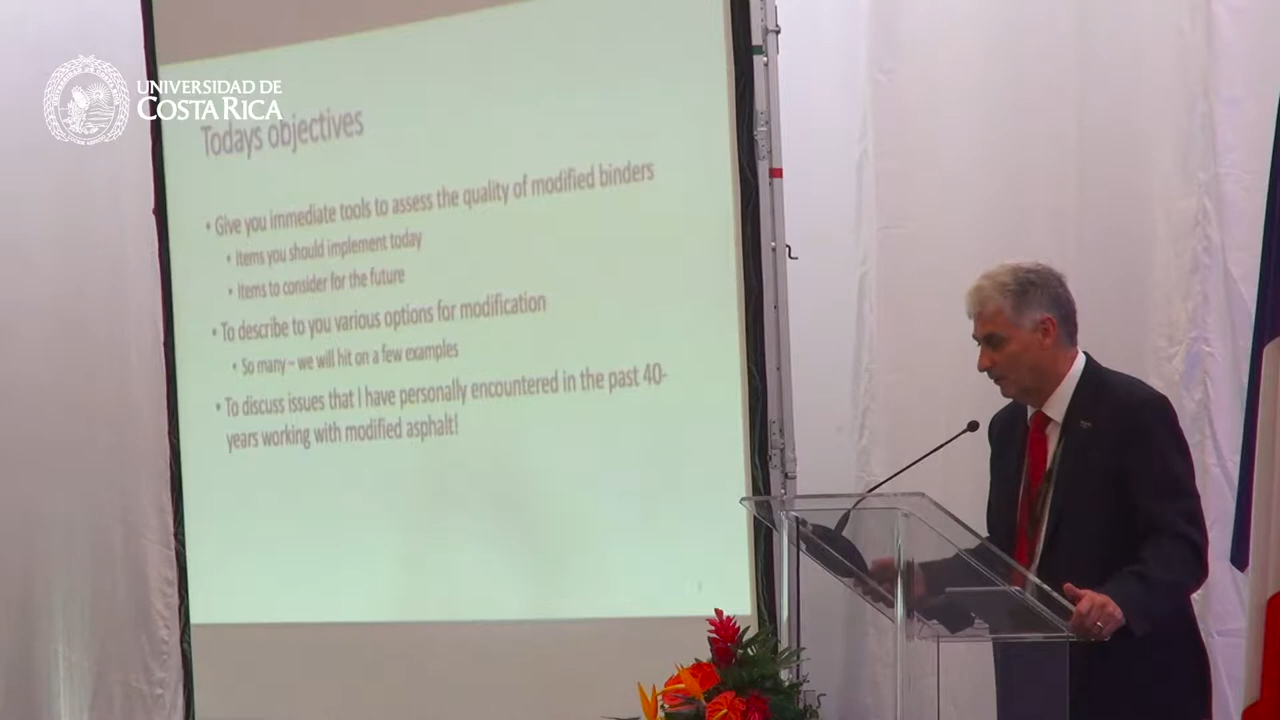 UNIVERSIDAD DE
COSTA RICA
Todays objectives
• Give you immediate tools to assess the quality of modified binders
• Items you should implement today
• Items to consider for the future
• To describe to you various options for modification
• So many – we will hit on a few examples
• To discuss issues that I have personally encountered in the past 40-
years working with modified asphalt!